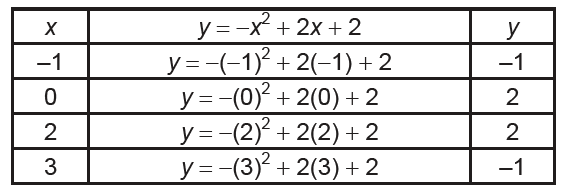 x y = –x² + 2x + 2 y
–1 y = –(–1)² + 2(–1) + 2 –1
0 y = –(0)² + 2(0) + 2 2
2 y = –(2)² + 2(2) + 2 2
3 y = –(3)² + 2(3) + 2 –1